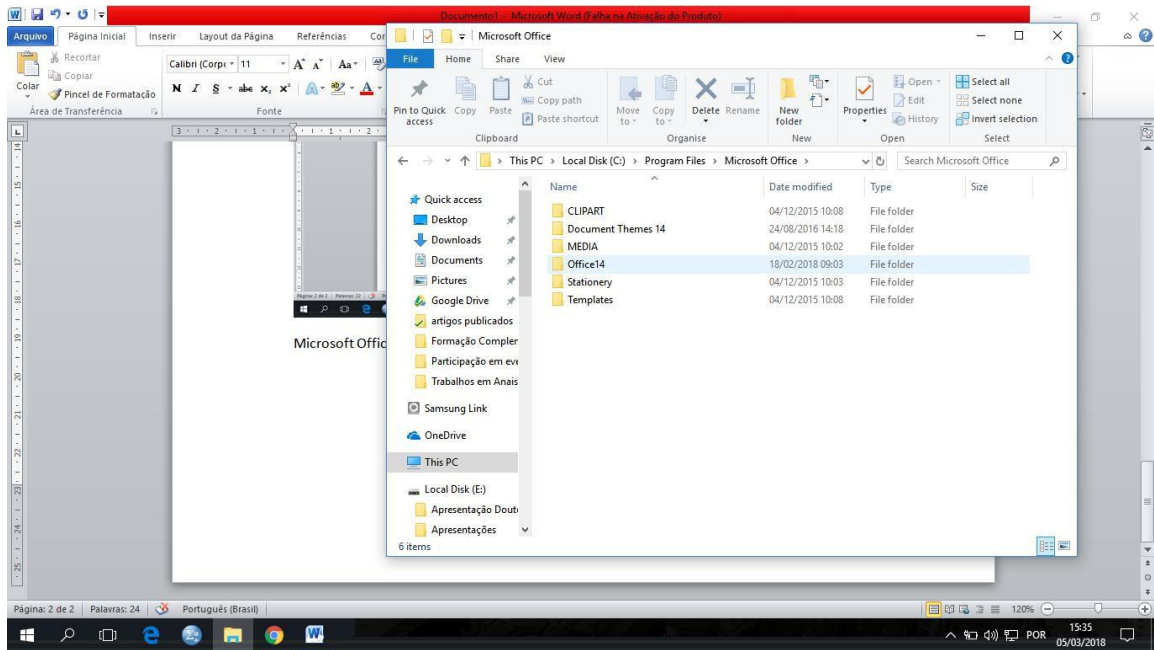 Documento1 - Microsoft Word (Falha na Ativação do Produto)
Arquivo Página Inicial Inserir Layout da Página Referências Cor
Recortar
Copiar
Pincel de Formatação
Colar
Área de Transferência
Calibri (Corpo 11
Fonte
Microsoft Office
File Home Share View
Pin to Quick access
Copy
Paste
Cut
Copy path
Paste shortcut
Clipboard
Move to
Copy to
Delete
Rename
Organise
New folder
New
Properties
Open
Edit
History
Open
Select all
Select none
Invert selection
Select
This PC > Local Disk (C:) > Program Files > Microsoft Office >
Search Microsoft Office
Name Date modified Type Size
CLIPART 04/12/2015 10:08 File folder
Document Themes 14 24/08/2016 14:18 File folder
MEDIA 04/12/2015 10:02 File folder
Office14 18/02/2018 09:03 File folder
Stationery 04/12/2015 10:03 File folder
Templates 04/12/2015 10:08 File folder
Quick access
Desktop
Downloads
Documents
Pictures
Google Drive
artigos publicados
Formação Compler
Participação em eve
Trabalhos em Anais
Samsung Link
OneDrive
This PC
Local Disk (E:)
Apresentação Douto
Apresentações
6 items
Microsoft Offic
Página: 2 de 2 Palavras: 24 Português (Brasil) 120%
POR
15:35
05/03/2018